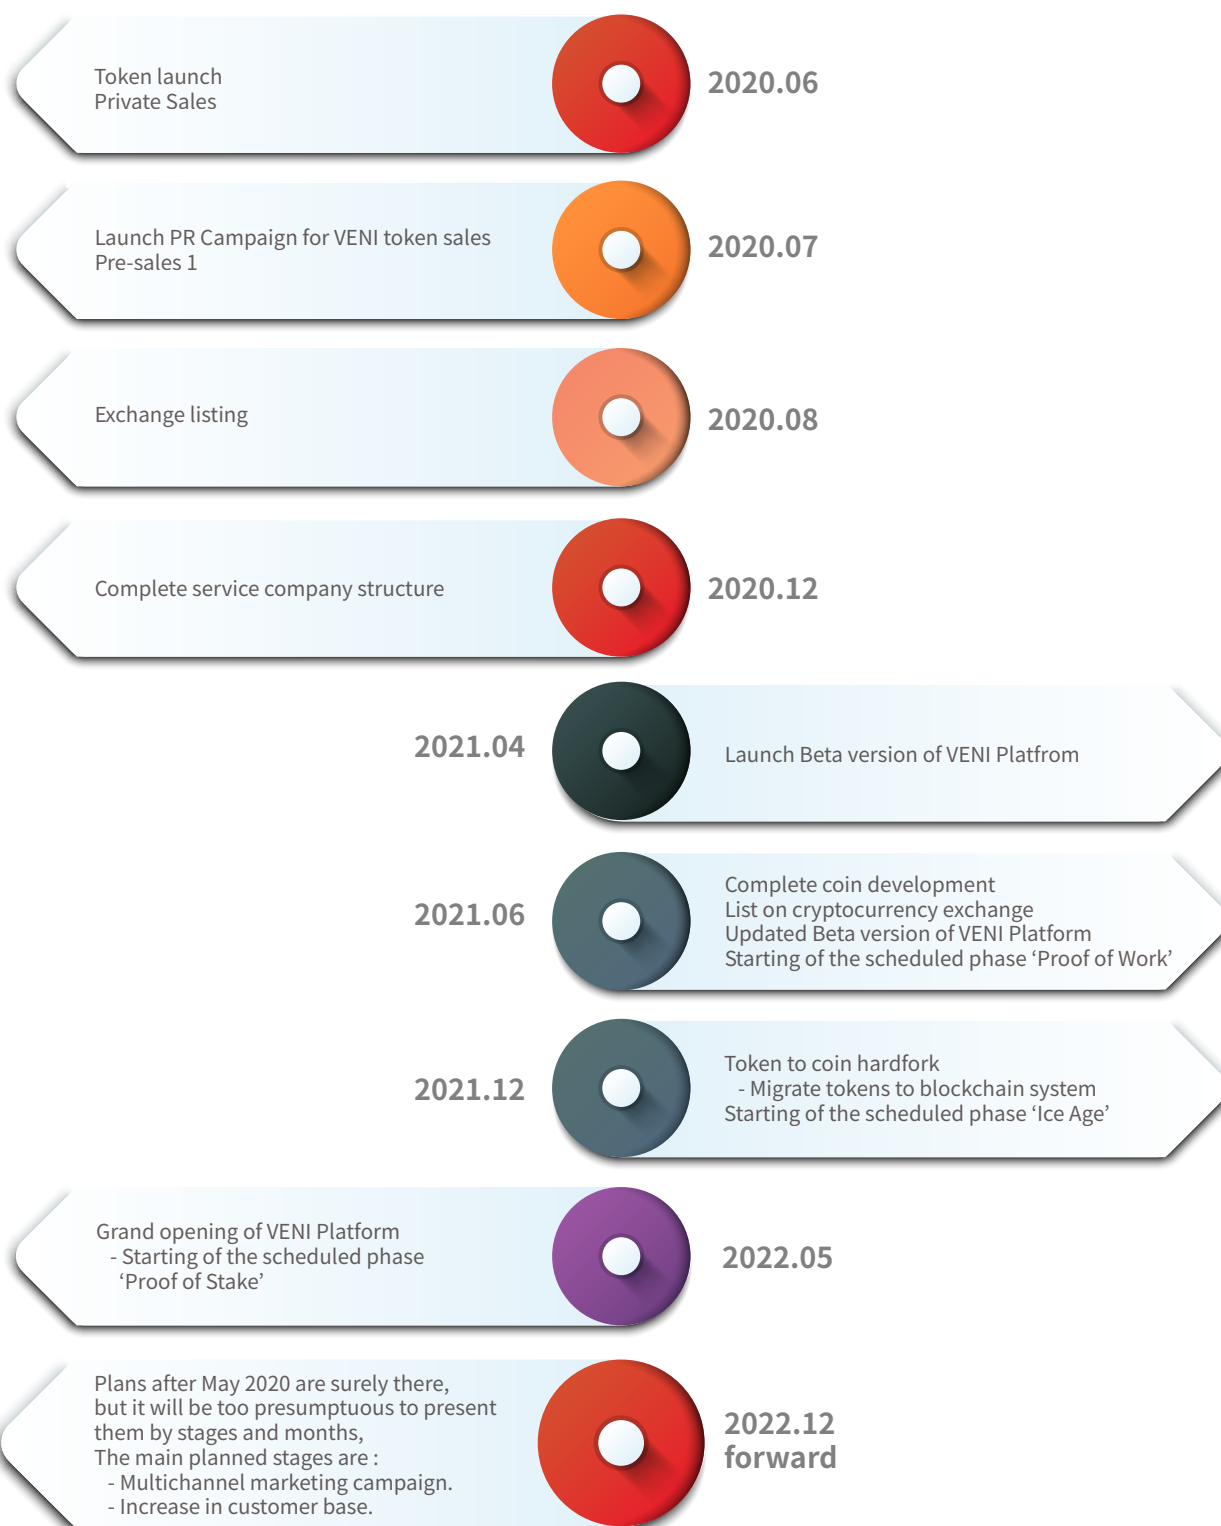 Token launch
Private Sales
2020.06
Launch PR Campaign for VENI token sales
Pre-sales 1
2020.07
Exchange listing
2020.08
Complete service company structure
2020.12
2021.04
Launch Beta version of VENI Platfrom
2021.06
Complete coin development
List on cryptocurrency exchange
Updated Beta version of VENI Platform
Starting of the scheduled phase ‘Proof of Work’
2021.12
Token to coin hardfork
- Migrate tokens to blockchain system
Starting of the scheduled phase ‘Ice Age’
Grand opening of VENI Platform
- Starting of the scheduled phase
‘Proof of Stake’
2022.05
Plans after May 2020 are surely there,
but it will be too presumptuous to present
them by stages and months,
The main planned stages are :
- Multichannel marketing campaign.
- Increase in customer base.
2022.12
forward